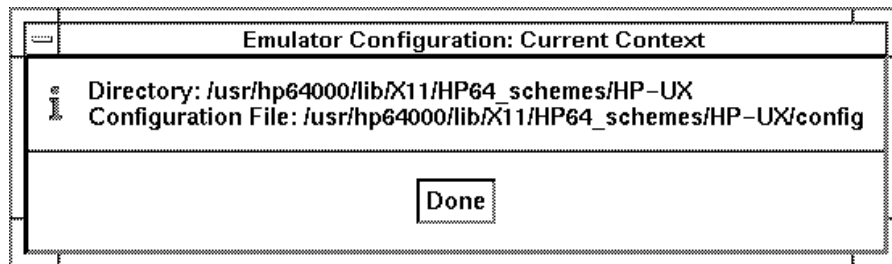 Emulator Configuration: Current Context
Directory: /usr/hp64000/lib/X11/HP64_schemes/HP-UX
Configuration File: /usr/hp64000/lib/X11/HP64_schemes/HP-UX/config
Done